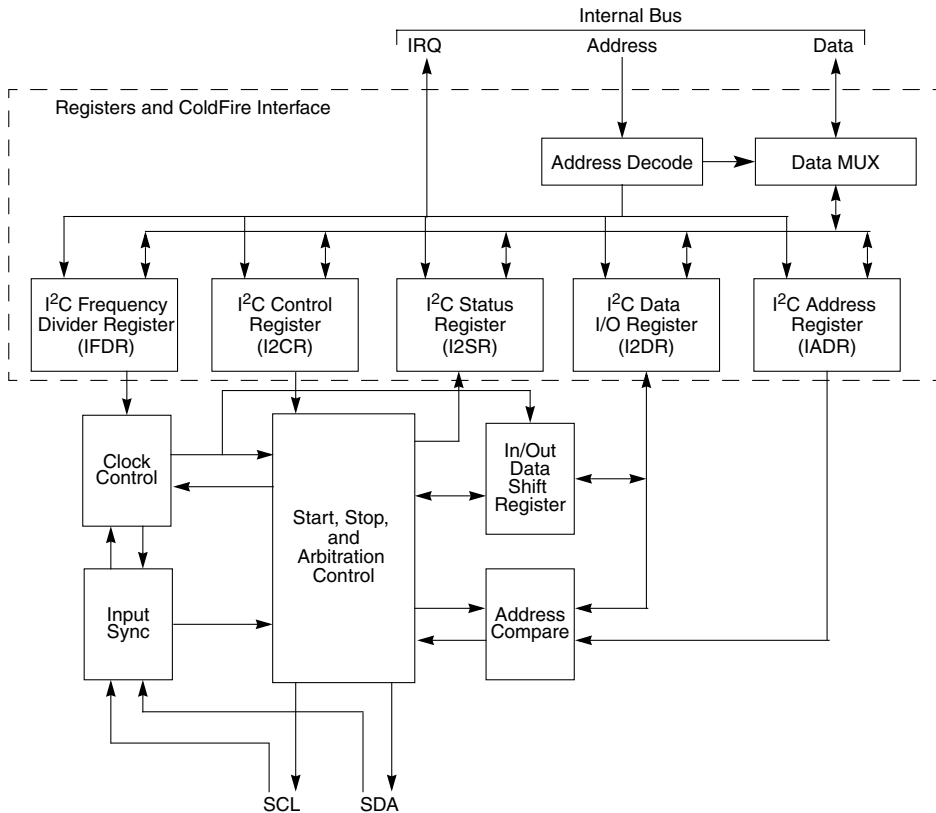 Internal Bus
IRQ
Address
Data
Registers and ColdFire Interface
Address Decode
Data MUX
I²C Frequency
Divider Register
(IFDR)
I²C Control
Register
(I2CR)
I²C Status
Register
(I2SR)
I²C Data
I/O Register
(I2DR)
I²C Address
Register
(IADR)
Clock
Control
Start, Stop,
and
Arbitration
Control
In/Out
Data
Shift
Register
Input
Sync
Address
Compare
SCL
SDA